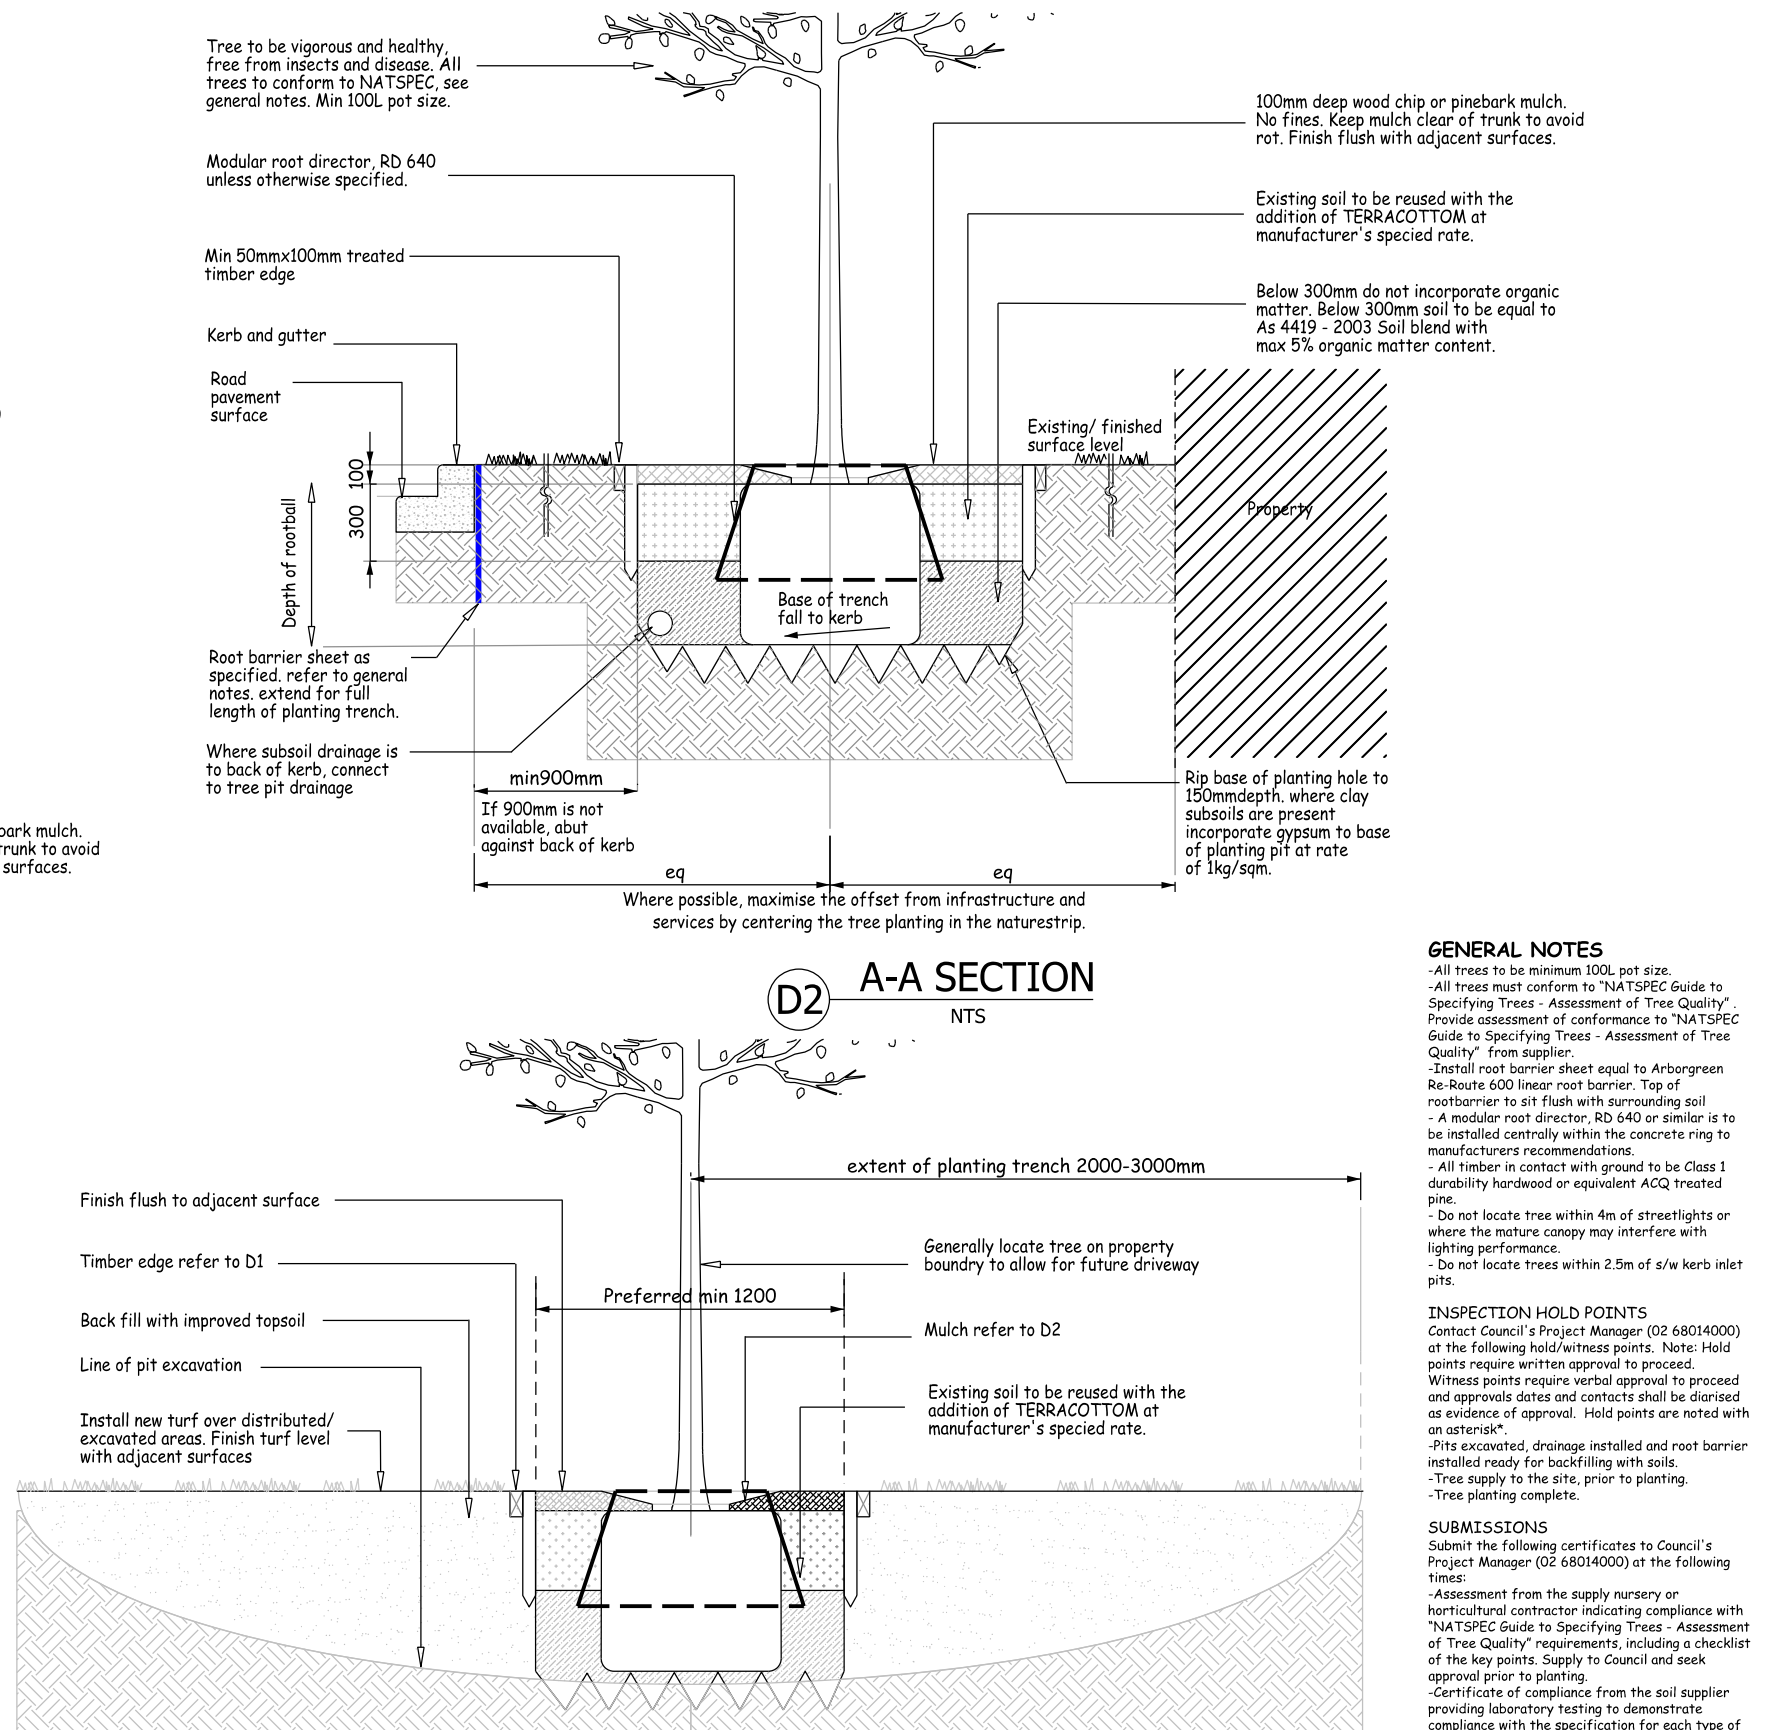 Tree to be vigorous and healthy,
free from insects and disease. All
trees to conform to NATSPEC, see
general notes. Min 100L pot size.
Modular root director, RD 640
unless otherwise specified.
Min 50mmx100mm treated
timber edge
Kerb and gutter
Road
pavement
surface
100mm deep wood chip or pinebark mulch.
No fines. Keep mulch clear of trunk to avoid
rot. Finish flush with adjacent surfaces.
Existing soil to be reused with the
addition of TERRACOTTOM at
manufacturer's specied rate.
Below 300mm do not incorporate organic
matter. Below 300mm soil to be equal to
As 4419 - 2003 Soil blend with
max 5% organic matter content.
Existing/ finished
surface level
Property
100
300
Depth of rootball
Base of trench
fall to kerb
Root barrier sheet as
specified. refer to general
notes. extend for full
length of planting trench.
Where subsoil drainage is
to back of kerb, connect
to tree pit drainage
min900mm
If 900mm is not
available, abut
against back of kerb
Rip base of planting hole to
150mmdepth. where clay
subsoils are present
incorporate gypsum to base
of planting pit at rate
of 1kg/sqm.
eq
eq
Where possible, maximise the offset from infrastructure and
services by centering the tree planting in the naturestrip.
bark mulch.
trunk to avoid
surfaces.
D2
A-A SECTION
NTS
extent of planting trench 2000-3000mm
Finish flush to adjacent surface
Timber edge refer to D1
Back fill with improved topsoil
Line of pit excavation
Install new turf over distributed/
excavated areas. Finish turf level
with adjacent surfaces
Generally locate tree on property
boundry to allow for future driveway
Preferred min 1200
Mulch refer to D2
Existing soil to be reused with the
addition of TERRACOTTOM at
manufacturer's specied rate.
GENERAL NOTES
-All trees to be minimum 100L pot size.
-All trees must conform to “NATSPEC Guide to
Specifying Trees - Assessment of Tree Quality” .
Provide assessment of conformance to “NATSPEC
Guide to Specifying Trees - Assessment of Tree
Quality” from supplier.
-Install root barrier sheet equal to Arborgreen
Re-Route 600 linear root barrier. Top of
rootbarrier to sit flush with surrounding soil
- A modular root director, RD 640 or similar is to
be installed centrally within the concrete ring to
manufacturers recommendations.
- All timber in contact with ground to be Class 1
durability hardwood or equivalent ACQ treated
pine.
- Do not locate tree within 4m of streetlights or
where the mature canopy may interfere with
lighting performance.
- Do not locate trees within 2.5m of s/w kerb inlet
pits.
INSPECTION HOLD POINTS
Contact Council's Project Manager (02 68014000)
at the following hold/witness points. Note: Hold
points require written approval to proceed.
Witness points require verbal approval to proceed
and approvals dates and contacts shall be diarised
as evidence of approval. Hold points are noted with
an asterisk*.
-Pits excavated, drainage installed and root barrier
installed ready for backfilling with soils.
-Tree supply to the site, prior to planting.
-Tree planting complete.
SUBMISSIONS
Submit the following certificates to Council's
Project Manager (02 68014000) at the following
times:
-Assessment from the supply nursery or
horticultural contractor indicating compliance with
“NATSPEC Guide to Specifying Trees - Assessment
of Tree Quality” requirements, including a checklist
of the key points. Supply to Council and seek
approval prior to planting.
-Certificate of compliance from the soil supplier
providing laboratory testing to demonstrate
compliance with the specification for each type of